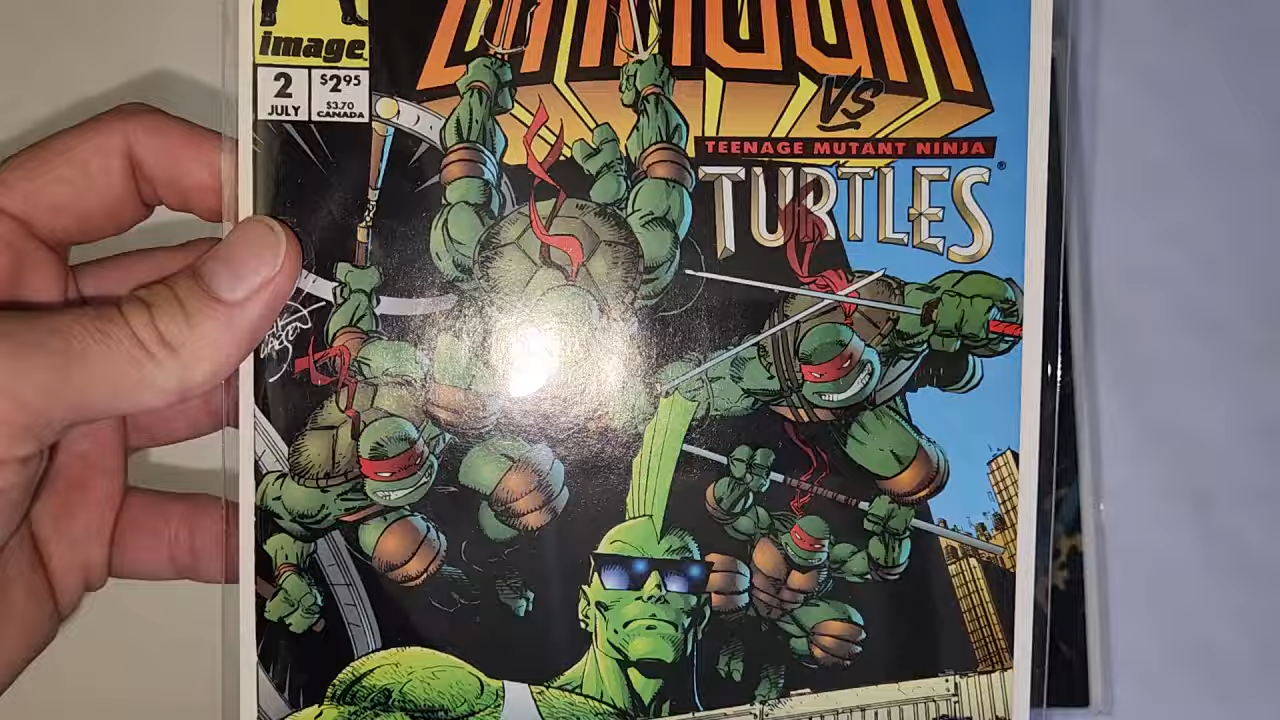 image
2
JULY
$2.95
$3.70
CANADA
VS
TEENAGE MUTANT NINJA
TURTLES®